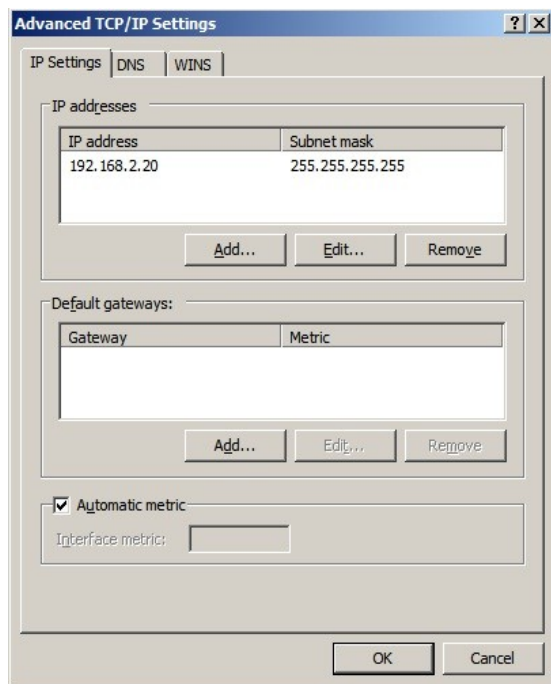 Advanced TCP/IP Settings
IP Settings DNS WINS
IP addresses
IP address Subnet mask
192.168.2.20 255.255.255.255
Add... Edit... Remove
Default gateways:
Gateway Metric
Add... Edit... Remove
Automatic metric
Interface metric:
OK Cancel